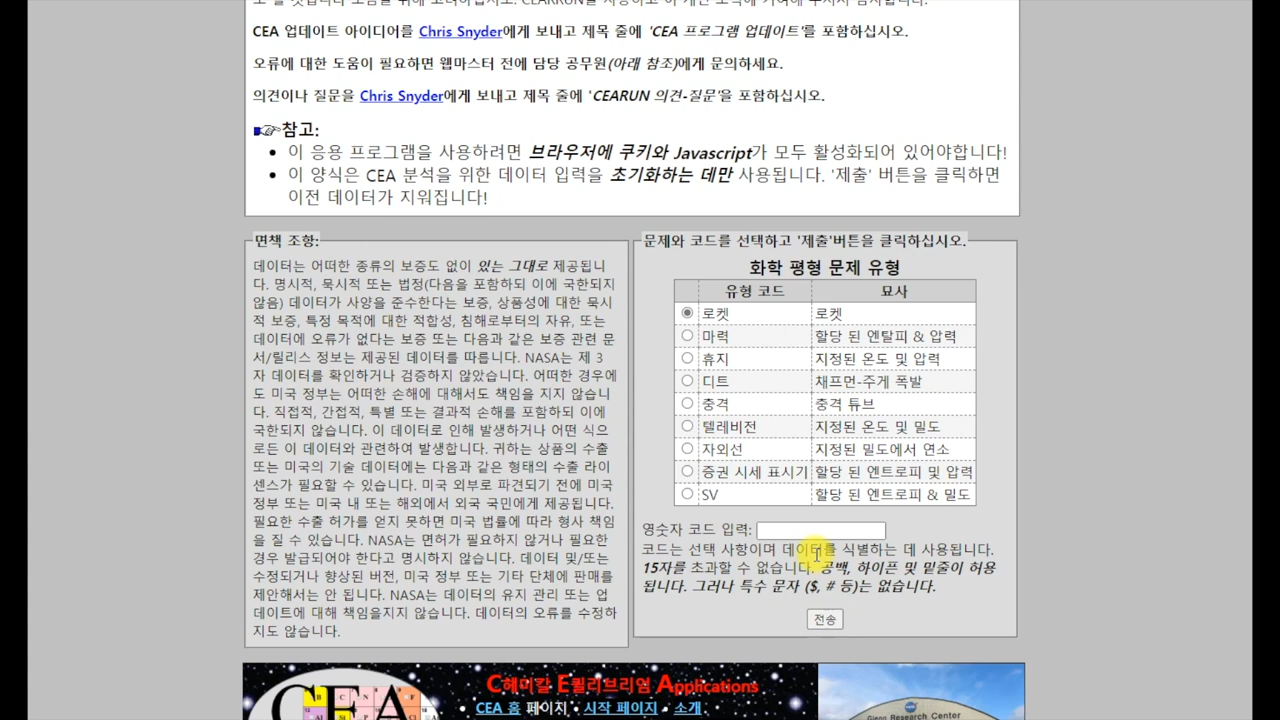 CEA 업데이트 아이디어를 Chris Snyder에게 보내고 제목 줄에 'CEA 프로그램 업데이트'를 포함하십시오.
오류에 대한 도움이 필요하면 웹마스터 전에 담당 공무원(아래 참조)에게 문의하세요.
의견이나 질문을 Chris Snyder에게 보내고 제목 줄에 'CEARUN 의견-질문'을 포함하십시오.
참고:
• 이 응용 프로그램을 사용하려면 브라우저에 쿠키와 Javascript가 모두 활성화되어 있어야합니다!
• 이 양식은 CEA 분석을 위한 데이터 입력을 초기화하는 데만 사용됩니다. '제출' 버튼을 클릭하면
이전 데이터가 지워집니다!
면책 조항:
데이터는 어떠한 종류의 보증도 없이 있는 그대로 제공됩니
다. 명시적, 묵시적 또는 법정(다음을 포함하되 이에 국한되지
않음) 데이터가 사양을 준수한다는 보증, 상품성에 대한 묵시
적 보증, 특정 목적에 대한 적합성, 침해로부터의 자유, 또는
데이터에 오류가 없다는 보증 또는 다음과 같은 보증 관련 문
서/릴리스 정보는 제공된 데이터를 따릅니다. NASA는 제 3
자 데이터를 확인하거나 검증하지 않았습니다. 어떠한 경우에
도 미국 정부는 어떠한 손해에 대해서도 책임을 지지 않습니
다. 직접적, 간접적, 특별 또는 결과적 손해를 포함하되 이에
국한되지 않습니다. 이 데이터로 인해 발생하거나 어떤 식으
로든 이 데이터와 관련하여 발생합니다. 귀하는 상품의 수출
또는 미국의 기술 데이터에는 다음과 같은 형태의 수출 라이
센스가 필요할 수 있습니다. 미국 외부로 파견되기 전에 미국
정부 또는 미국 내 또는 해외에서 외국 국민에게 제공됩니다.
필요한 수출 허가를 얻지 못하면 미국 법률에 따라 형사 책임
을 질 수 있습니다. NASA는 면허가 필요하지 않거나 필요한
경우 발급되어야 한다고 명시하지 않습니다. 데이터 및/또는
수정되거나 향상된 버전, 미국 정부 또는 기타 단체에 판매를
제안해서는 안 됩니다. NASA는 데이터의 유지 관리 또는 업
데이트에 대해 책임을지지 않습니다. 데이터의 오류를 수정하
지도 않습니다.
문제와 코드를 선택하고 '제출'버튼을 클릭하십시오.
화학 평형 문제 유형
유형 코드 묘사
로켓 로켓
마력 할당 된 엔탈피 & 압력
휴지 지정된 온도 및 압력
디트 채프먼-주게 폭발
충격 충격 튜브
텔레비전 지정된 온도 및 밀도
자외선 지정된 밀도에서 연소
증권 시세 표시기 할당 된 엔트로피 및 압력
SV 할당 된 엔트로피 & 밀도
영숫자 코드 입력:
코드는 선택 사항이며 데이터를 식별하는 데 사용됩니다.
15자를 초과할 수 없습니다. 공백, 하이픈 및 밑줄이 허용
됩니다. 그러나 특수 문자 ($, # 등)는 없습니다.
전송
CEA
C헤미칼 E퀼리브리엄 Applications
• CEA 홈 페이지 • 시작 페이지 • 소개
Glenn Research Center